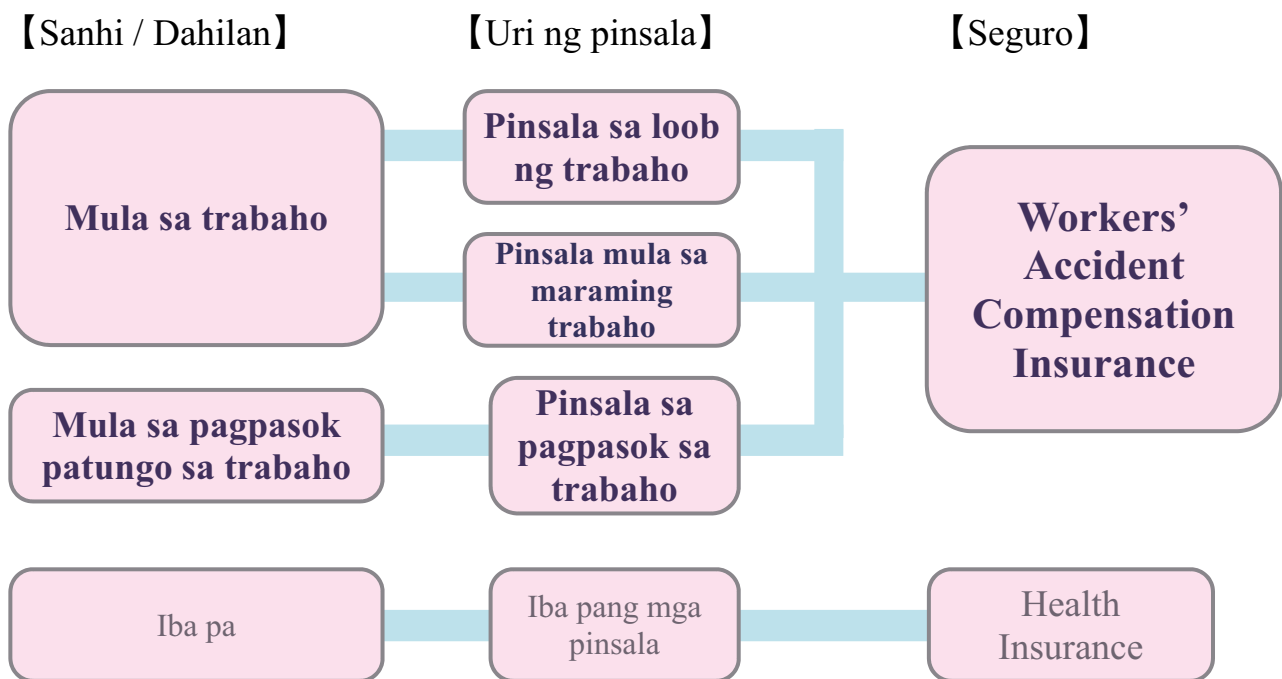 【Sanhi / Dahilan】
【Uri ng pinsala】
【Seguro】
Mula sa trabaho
Pinsala sa loob
ng trabaho
Pinsala mula sa
maraming
trabaho
Workers’
Accident
Compensation
Insurance
Mula sa pagpasok
patungo sa trabaho
Pinsala sa
pagpasok sa
trabaho
Iba pa
Iba pang mga
pinsala
Health
Insurance